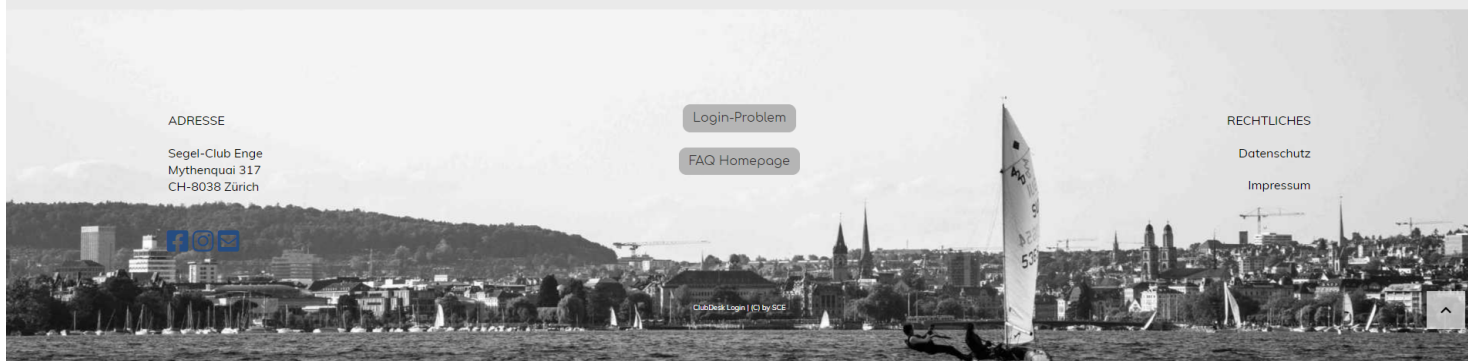 ADRESSE
Segel-Club Enge
Mythenquai 317
CH-8038 Zürich
Login-Problem
FAQ Homepage
RECHTLICHES
Datenschutz
Impressum
420
ClubDesk Login | (C) by SCE